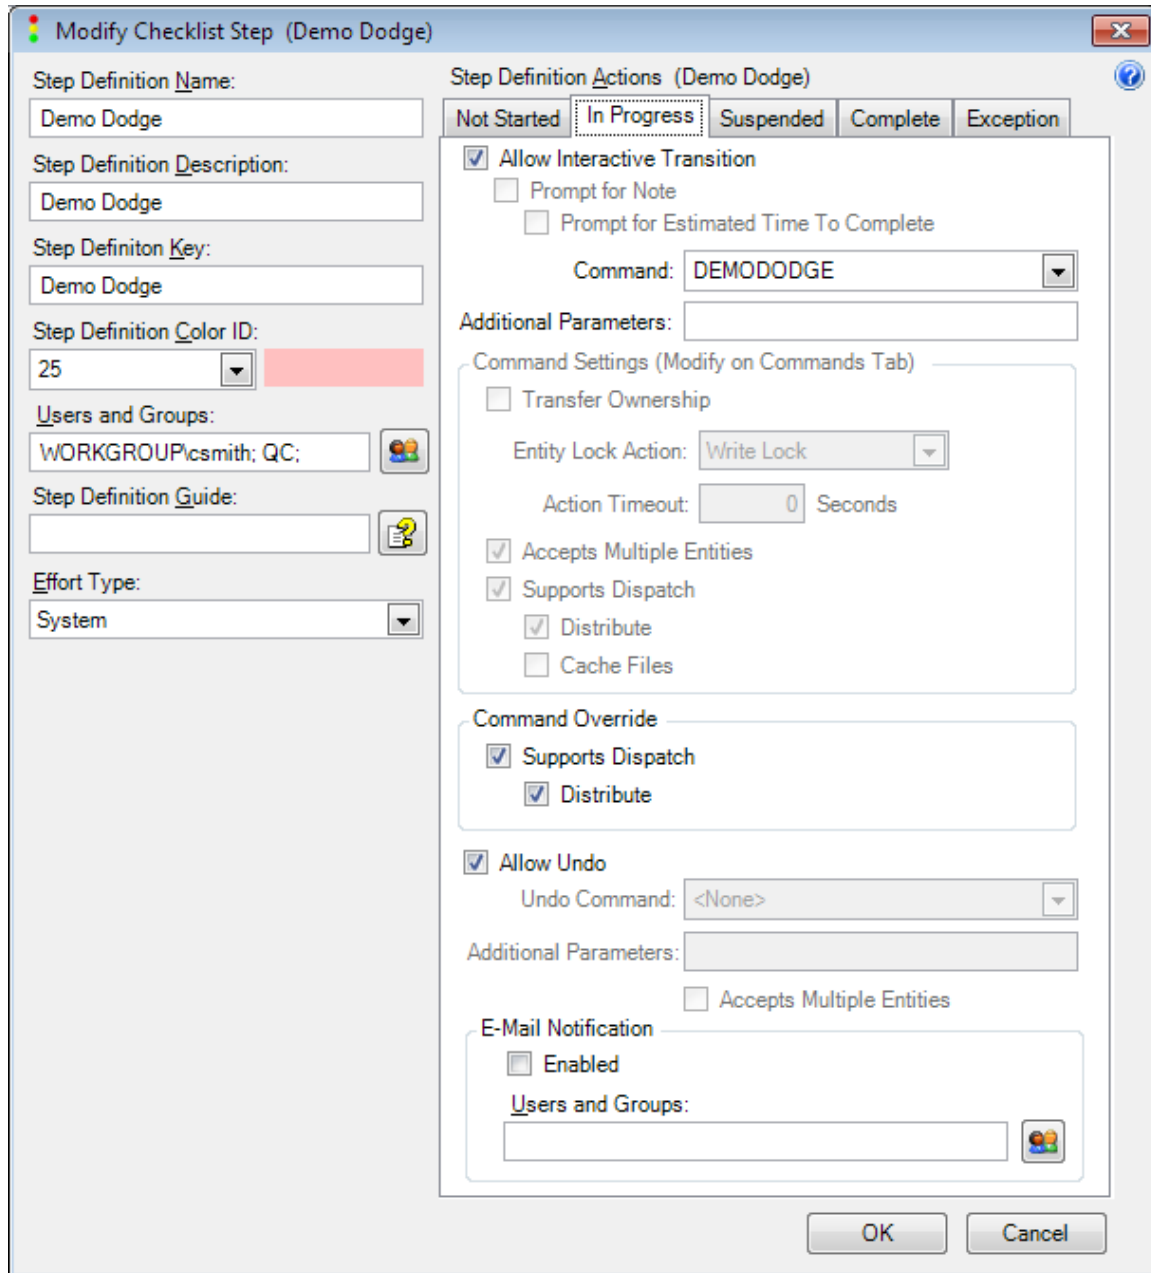 Modify Checklist Step (Demo Dodge)
Step Definition Name:
Demo Dodge
Step Definition Description:
Demo Dodge
Step Definiton Key:
Demo Dodge
Step Definition Color ID:
25
Users and Groups:
WORKGROUP\csmith; QC;
Step Definition Guide:
Effort Type:
System
Step Definition Actions (Demo Dodge)
Not Started In Progress Suspended Complete Exception
Allow Interactive Transition
Prompt for Note
Prompt for Estimated Time To Complete
Command: DEMODODGE
Additional Parameters:
Command Settings (Modify on Commands Tab)
Transfer Ownership
Entity Lock Action: Write Lock
Action Timeout: 0 Seconds
Accepts Multiple Entities
Supports Dispatch
Distribute
Cache Files
Command Override
Supports Dispatch
Distribute
Allow Undo
Undo Command: <None>
Additional Parameters:
Accepts Multiple Entities
E-Mail Notification
Enabled
Users and Groups:
OK Cancel